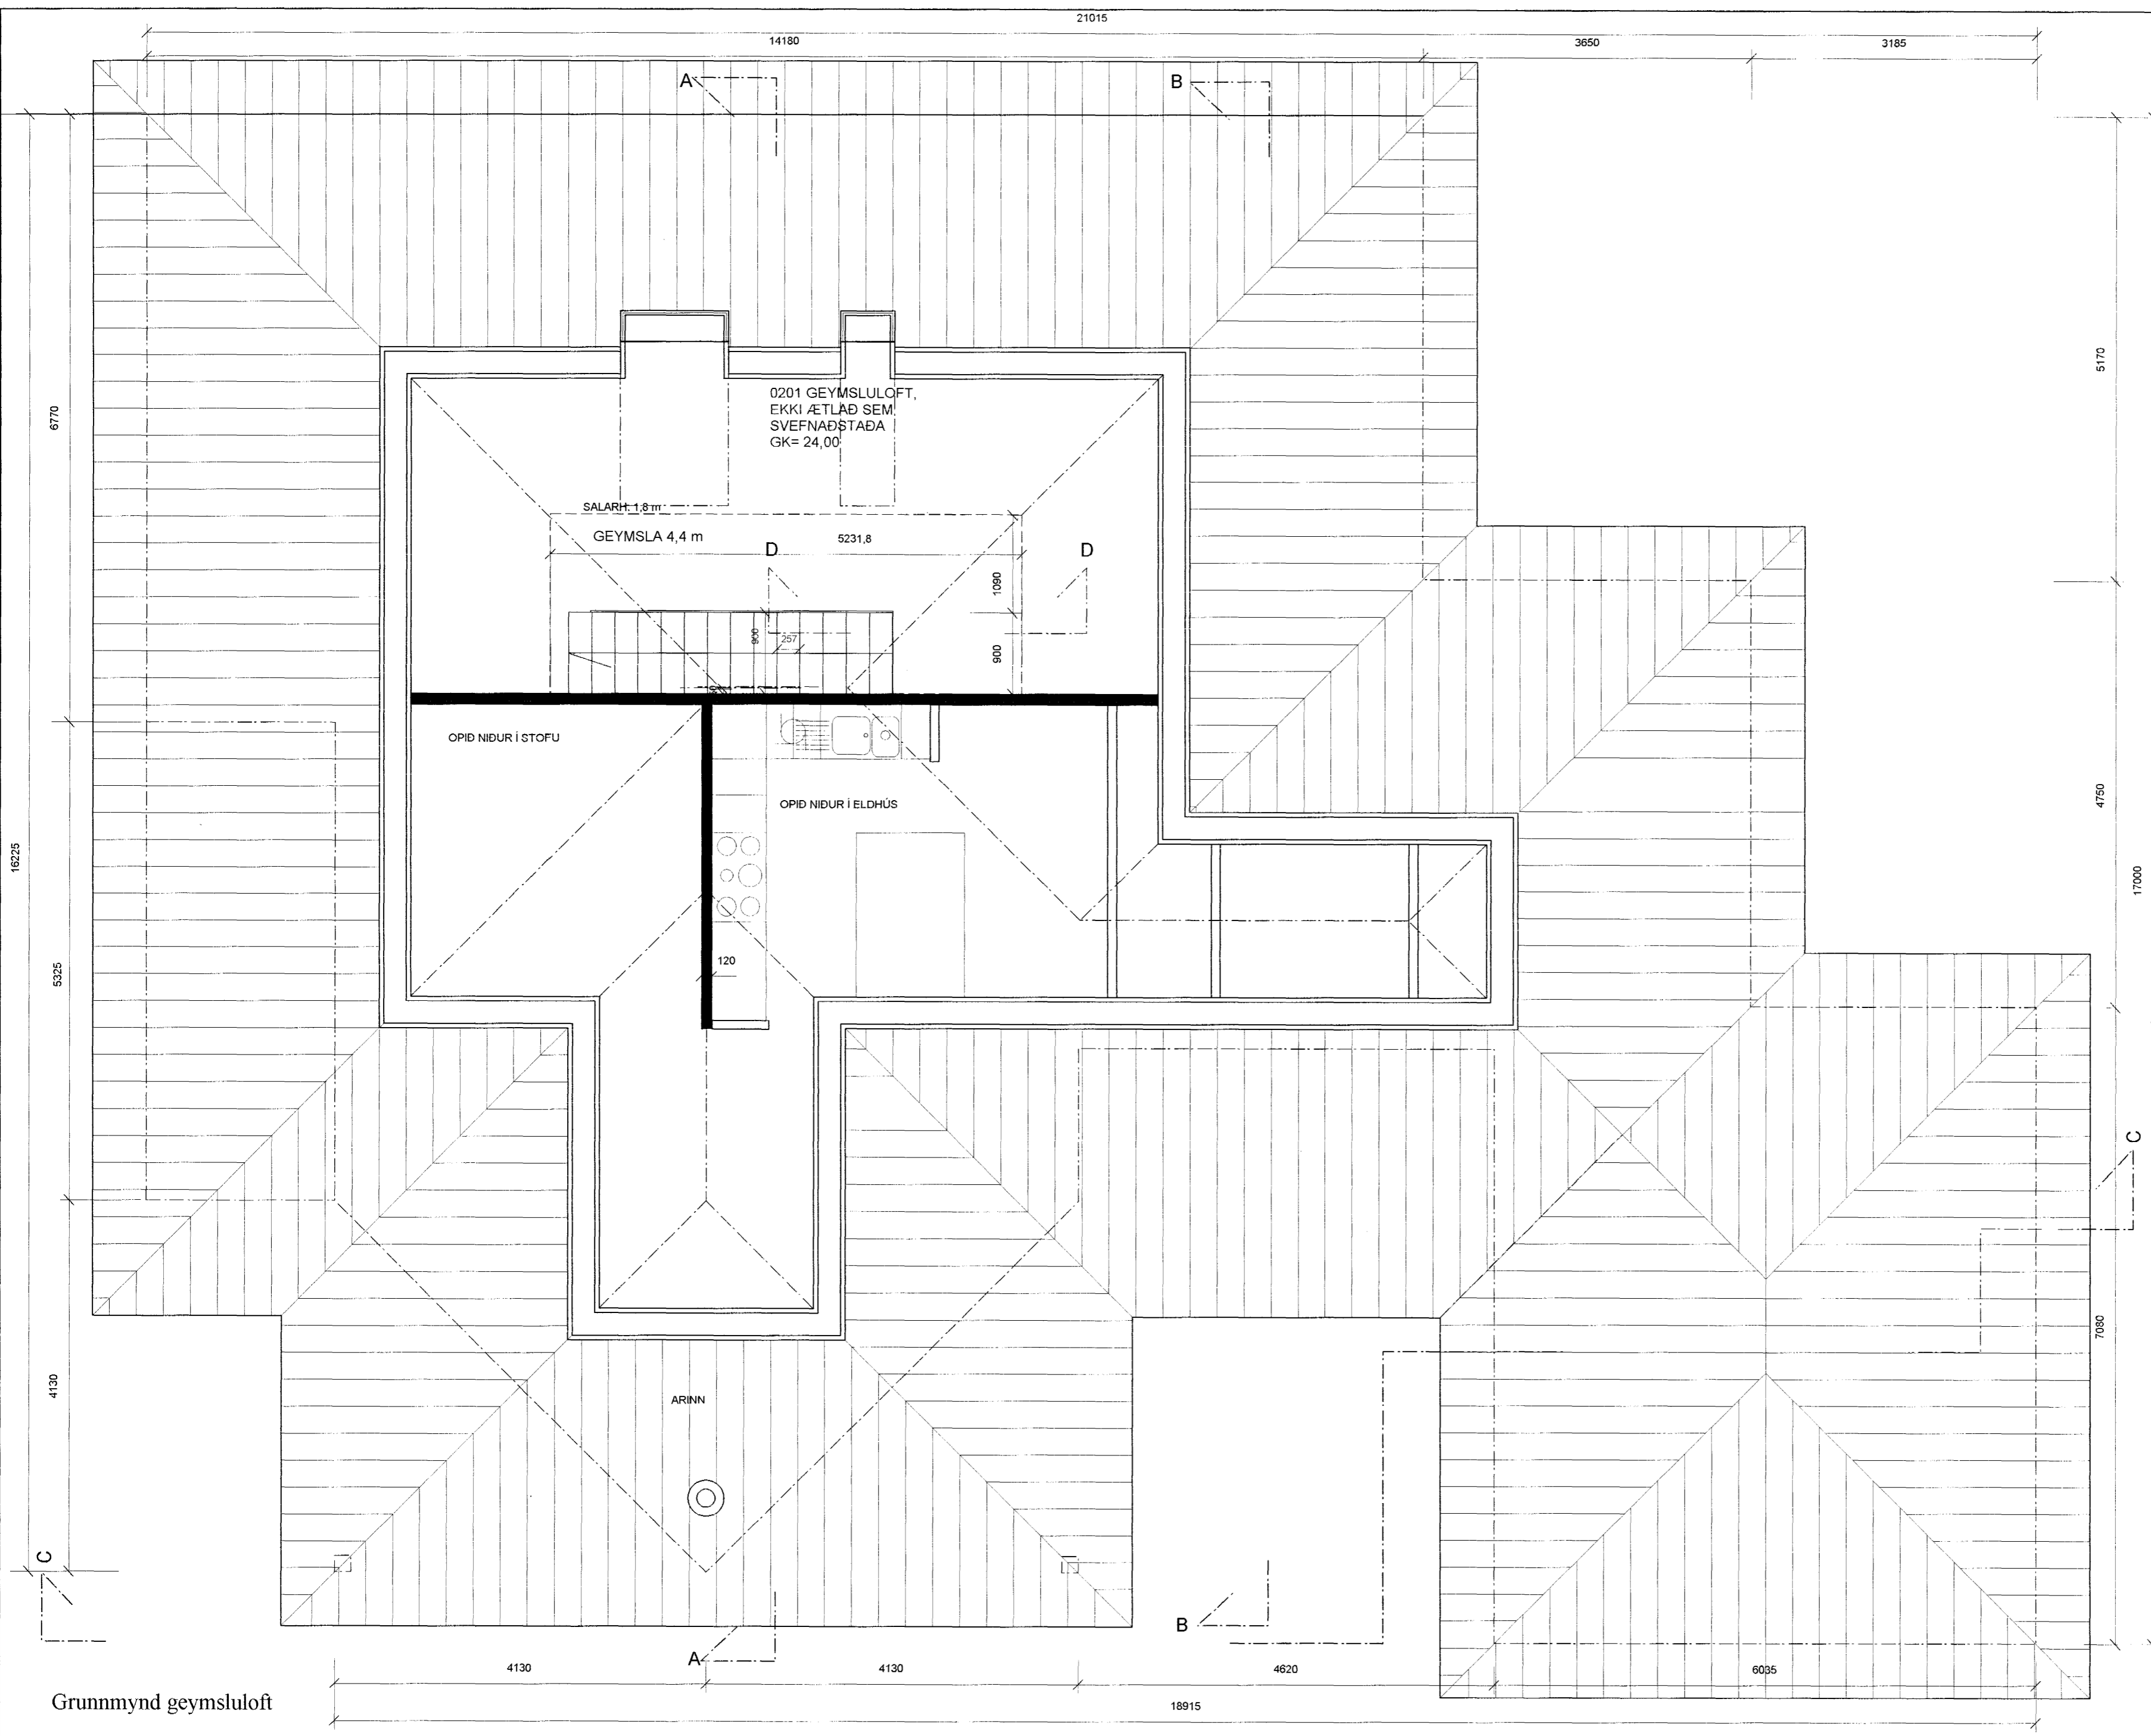 21015
14180
3650
3185
A
B
6770
16225
5325
4130
5170
4750
17000
7080
0201 GEYMSLULOFT,
EKKI ÆTLAÐ SEM
SVEFNAÐSTAÐA
GK= 24,00
SALARH. 1,8 m
GEYMSLA 4,4 m
5231,8
D
D
1090
900
257
900
OPIÐ NIÐUR Í STOFU
OPIÐ NIÐUR Í ELDHÚS
120
ARINN
C
C
B
A
4130
4130
4620
6035
18915
Grunnmynd geymsluloft